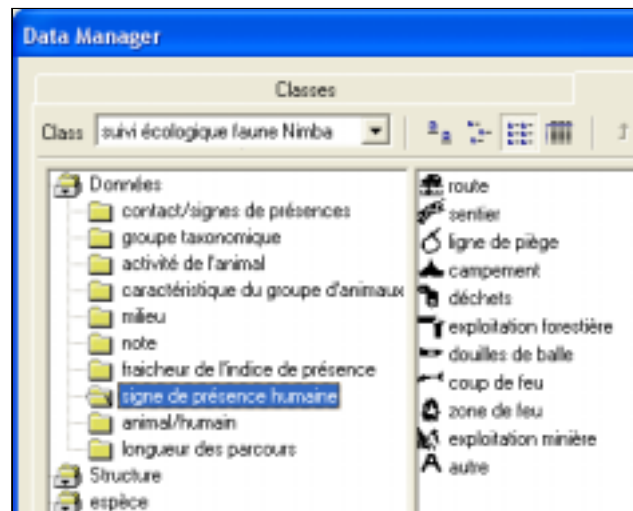 Data Manager
Classes
Class suivi écologique faune Nimba
Données
contact/signes de présences
groupe taxonomique
activité de l'animal
caractéristique du groupe d'animaux
milieu
note
fraicheur de l'indice de présence
signe de présence humaine
animal/humain
longueur des parcours
Structure
espèce
route
sentier
ligne de piège
campement
déchets
exploitation forestière
douilles de balle
coup de feu
zone de feu
exploitation minière
autre